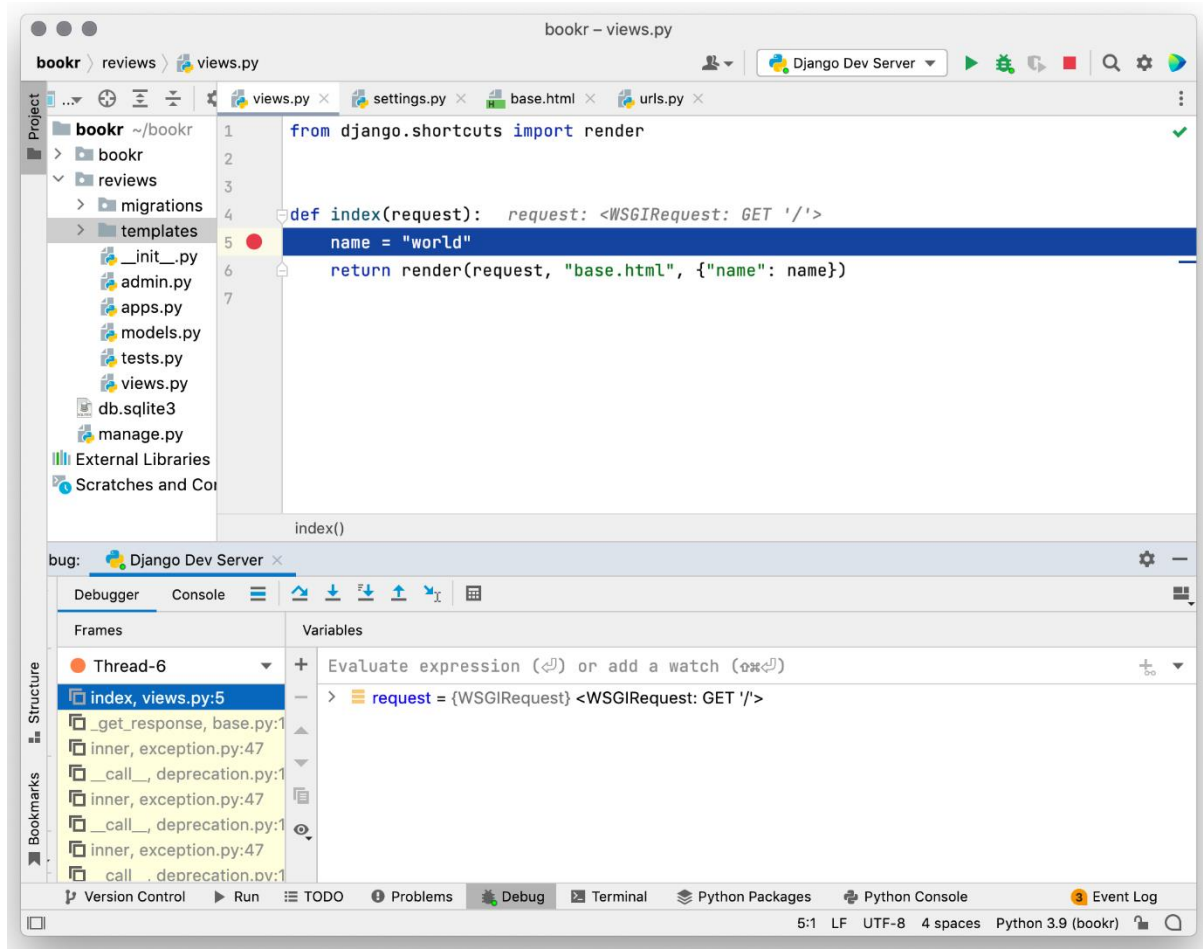 bookr – views.py
bookr 〉 reviews 〉 views.py
Django Dev Server
Project
...
views.py
settings.py
base.html
urls.py
bookr ~/bookr
bookr
reviews
migrations
templates
__init__.py
admin.py
apps.py
models.py
tests.py
views.py
db.sqlite3
manage.py
External Libraries
Scratches and Cor
1 from django.shortcuts import render
2
3
4 def index(request):   request: <WSGIRequest: GET '/'>
5     name = "world"
6     return render(request, "base.html", {"name": name})
7
index()
bug: Django Dev Server
Debugger Console
Frames
Variables
Thread-6
Evaluate expression (⏎) or add a watch (⇧⌘⏎)
index, views.py:5
request = {WSGIRequest} <WSGIRequest: GET '/'>
_get_response, base.py:1
inner, exception.py:47
__call__, deprecation.py:1
inner, exception.py:47
__call__, deprecation.py:1
inner, exception.py:47
__call__, deprecation.py:1
Structure
Bookmarks
Version Control Run TODO Problems Debug Terminal Python Packages Python Console 3 Event Log
5:1 LF UTF-8 4 spaces Python 3.9 (bookr)